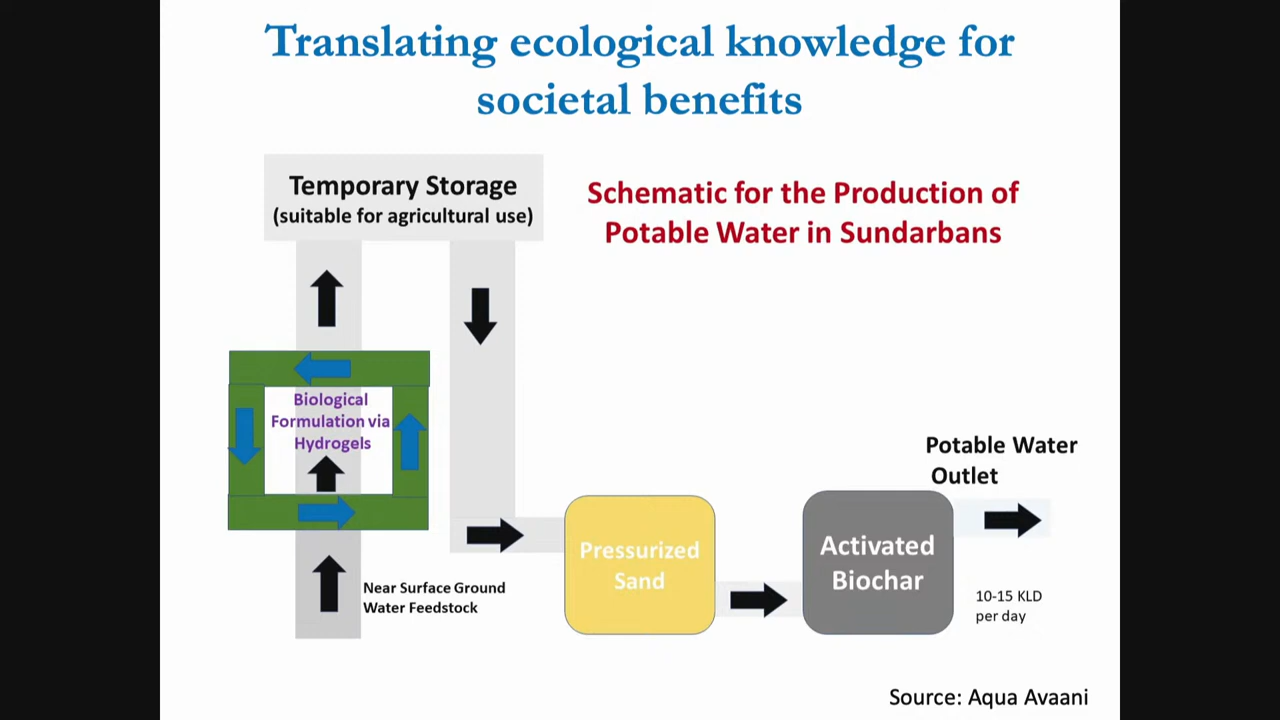 Translating ecological knowledge for
societal benefits
Temporary Storage
(suitable for agricultural use)
Schematic for the Production of
Potable Water in Sundarbans
Biological
Formulation via
Hydrogels
Near Surface Ground
Water Feedstock
Pressurized
Sand
Activated
Biochar
Potable Water
Outlet
10-15 KLD
per day
Source: Aqua Avaani